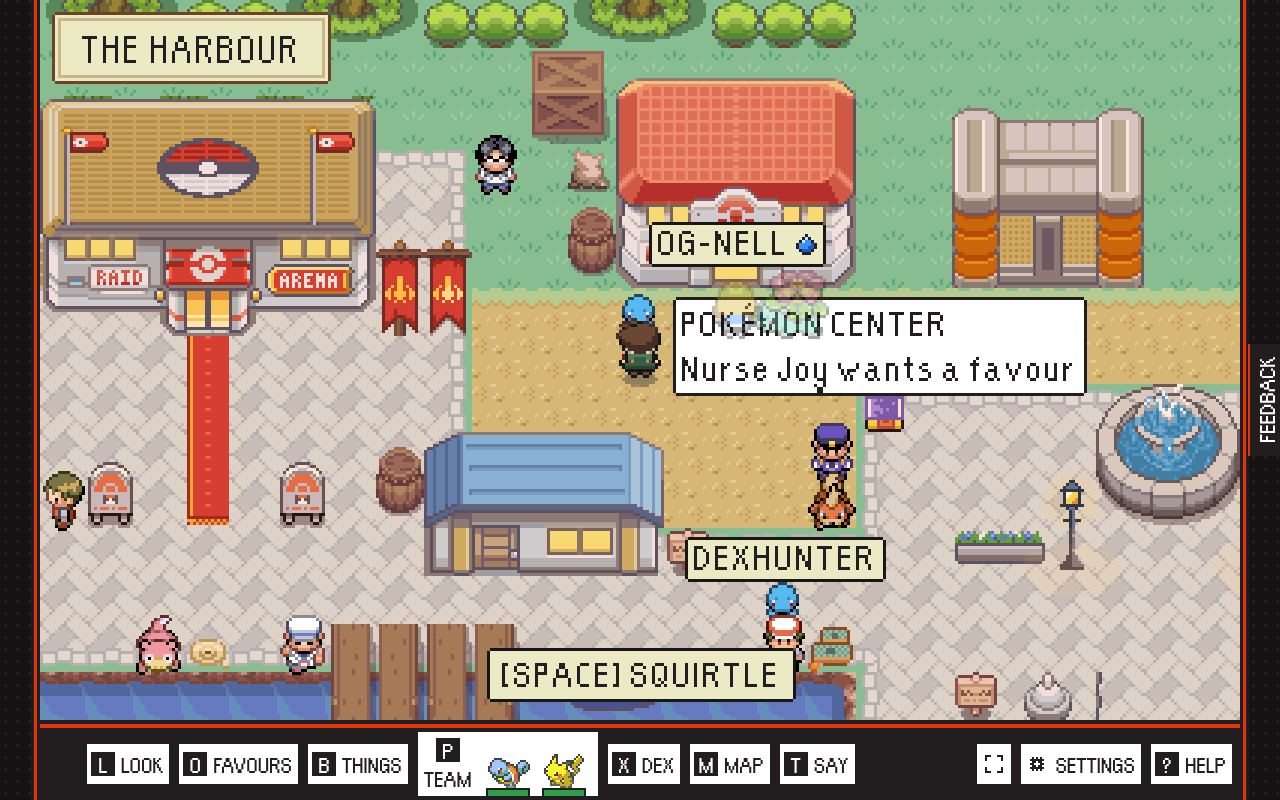 THE HARBOUR
RAID
ARENA
OG-NELL
POKEMON CENTER
Nurse Joy wants a favour
FEEDBACK
DEXHUNTER
[SPACE] SQUIRTLE
L LOOK
O FAVOURS
B THINGS
P TEAM
X DEX
M MAP
T SAY
SETTINGS
? HELP